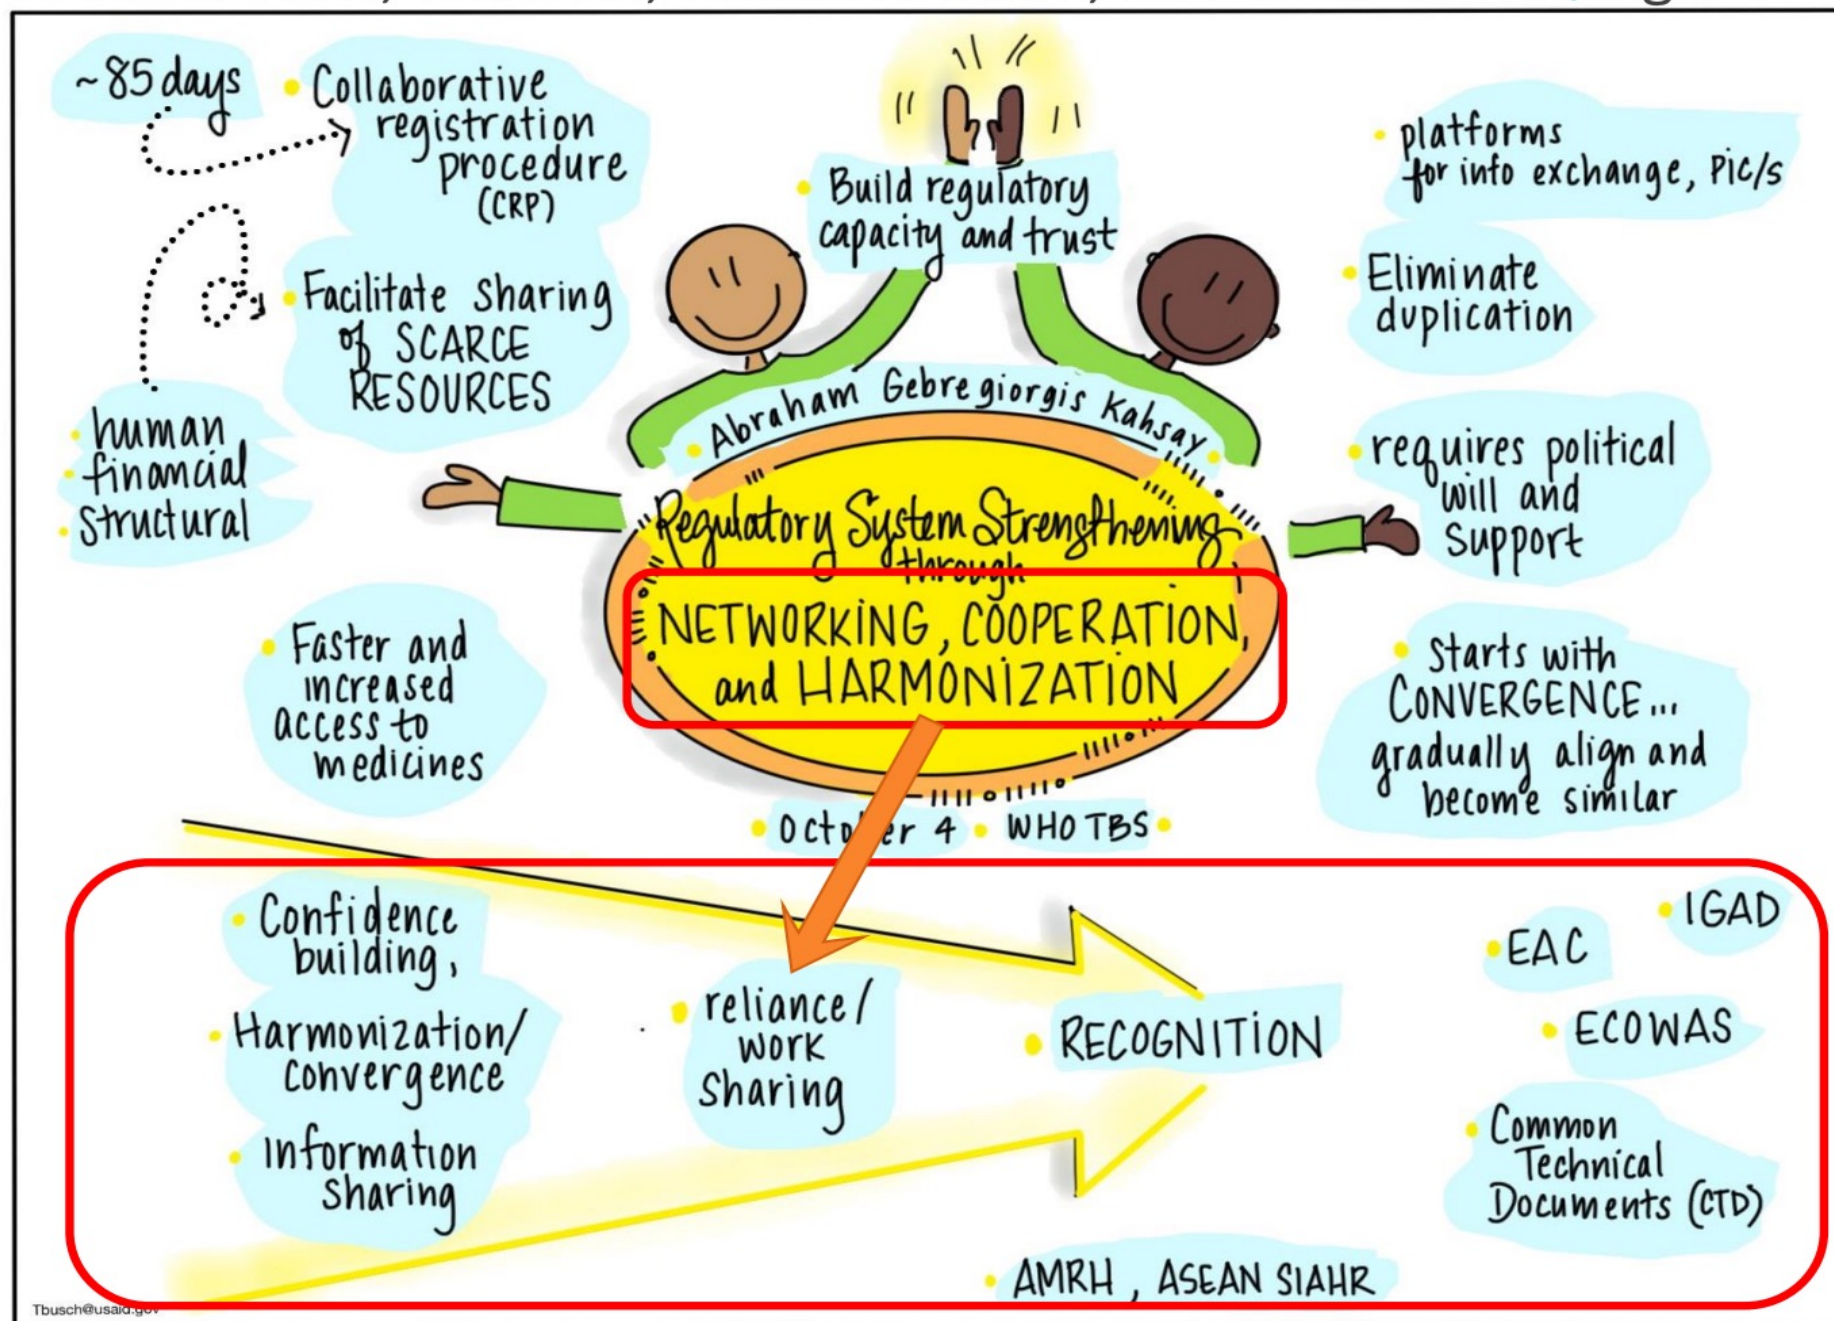 ~85 days
• Collaborative
registration
procedure
(CRP)
• Facilitate sharing
of SCARCE
RESOURCES
• human
• financial
• structural
• Build regulatory
capacity and trust
• platforms
for info exchange, Pic/s
• Eliminate
duplication
• requires political
will and
support
• Abraham Gebregiorgis Kahsay •
Regulatory System Strengthening
through
NETWORKING, COOPERATION,
and HARMONIZATION
• October 4 • WHO TBS •
• Faster and
increased
access to
medicines
• Starts with
CONVERGENCE...
gradually align and
become similar
• Confidence
building,
• Harmonization/
Convergence
• Information
sharing
• reliance/
work
sharing
• RECOGNITION
• IGAD
• EAC
• ECOWAS
• Common
Technical
Documents (CTD)
• AMRH, ASEAN SIAHR
Tbusch@usaid.gov